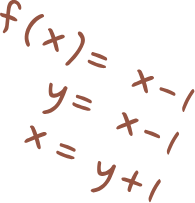 f(x)= x-1
y= x-1
x= y+1